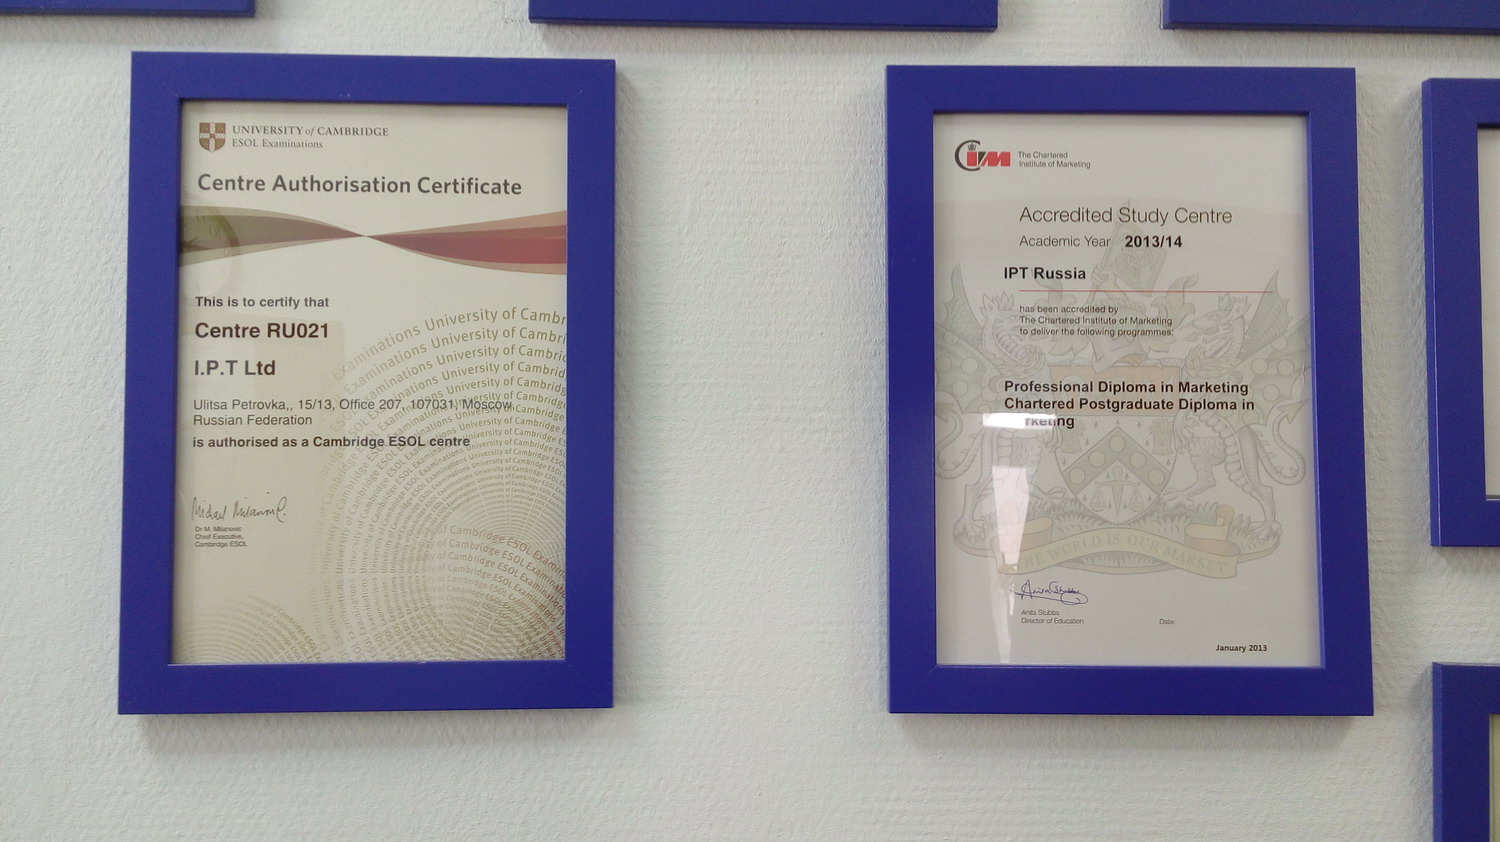 UNIVERSITY of CAMBRIDGE
ESOL Examinations
Centre Authorisation Certificate
This is to certify that
Centre RU021
I.P.T Ltd
Ulitsa Petrovka,, 15/13, Office 207, 107031, Moscow,
Russian Federation
is authorised as a Cambridge ESOL centre
Dr M. Milanovic
Chief Executive,
Cambridge ESOL
CIM
The Chartered
Institute of Marketing
Accredited Study Centre
Academic Year 2013/14
IPT Russia
has been accredited by
The Chartered Institute of Marketing
to deliver the following programmes:
Professional Diploma in Marketing
Chartered Postgraduate Diploma in
rketing
THE WORLD IS OUR MARKET
Anita Stubbs
Anita Stubbs
Director of Education
Date:
January 2013